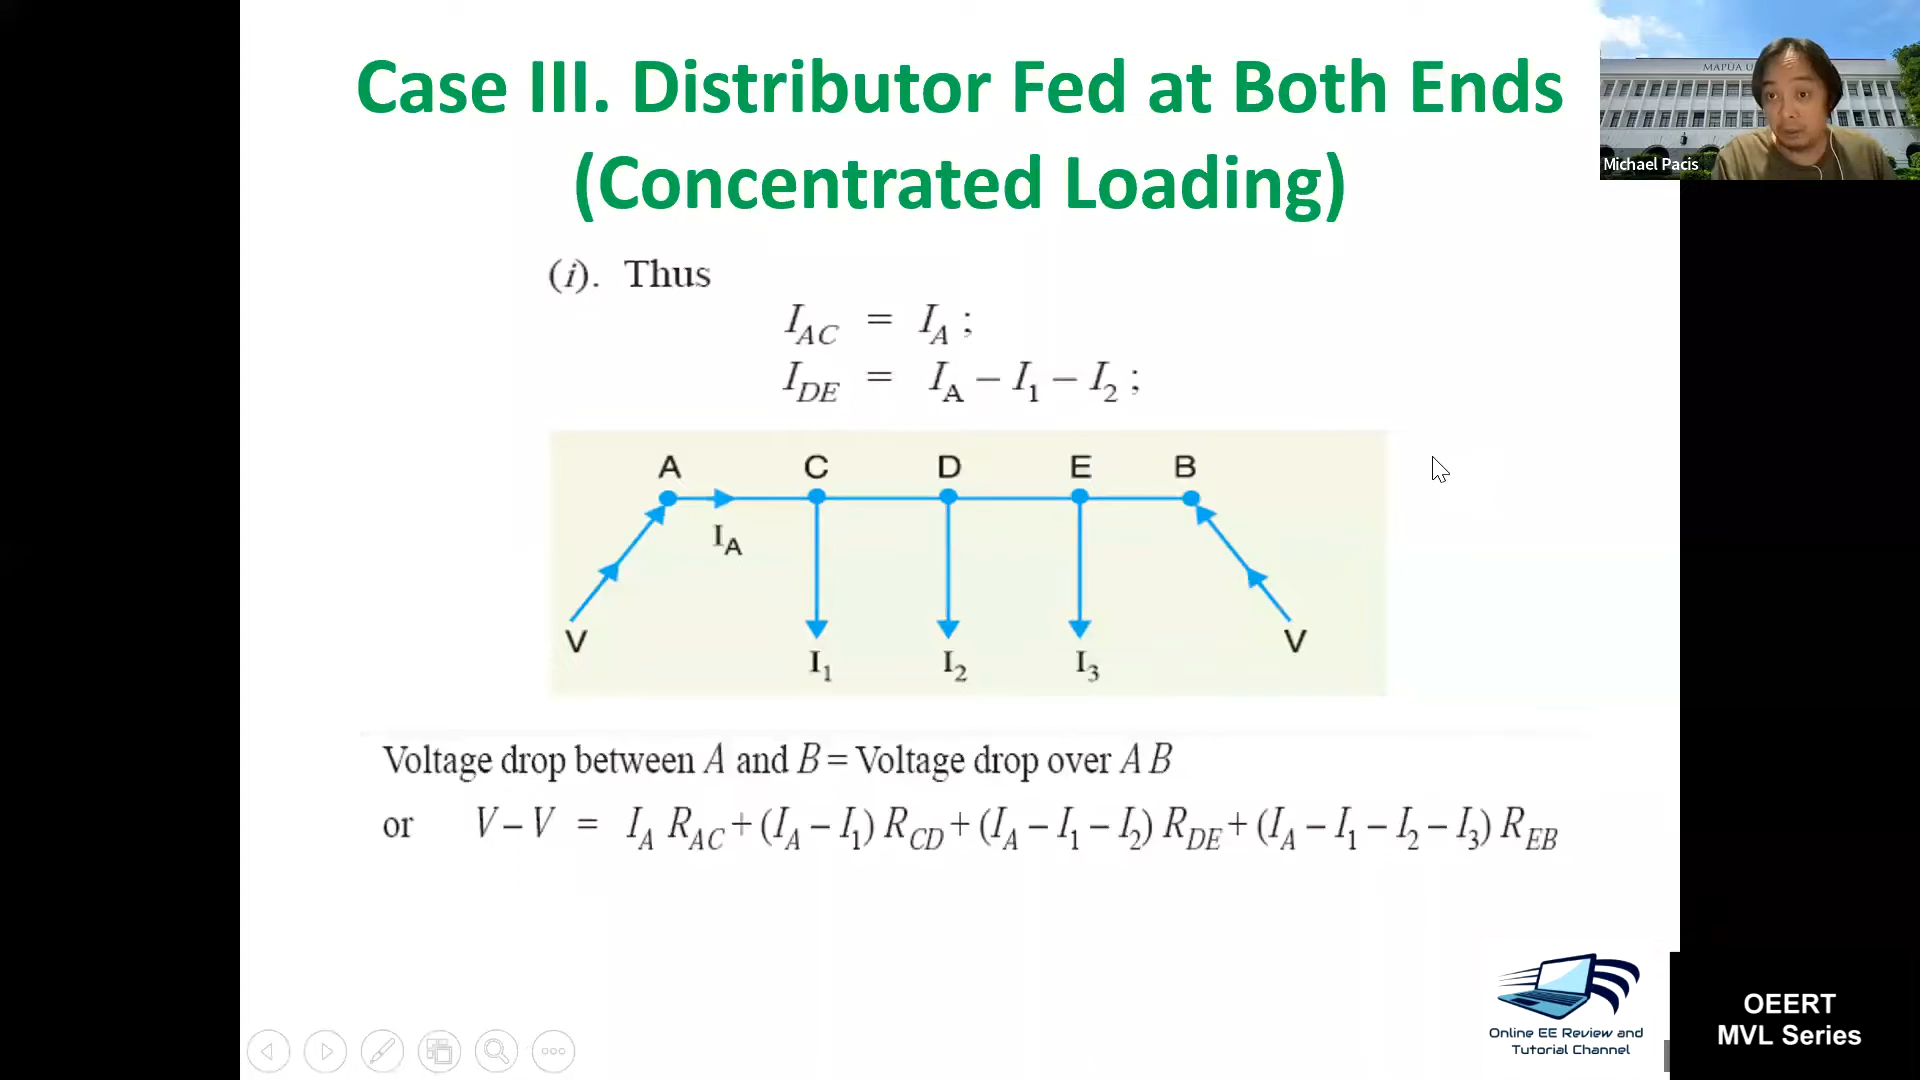 Case III. Distributor Fed at Both Ends
(Concentrated Loading)
MAPUA U
Michael Pacis
(i). Thus
I_AC = I_A ;
I_DE = I_A − I_1 − I_2 ;
A C D E B
I_A
V V
I_1 I_2 I_3
Voltage drop between A and B = Voltage drop over A B
or V − V = I_A R_AC + (I_A − I_1) R_CD + (I_A − I_1 − I_2) R_DE + (I_A − I_1 − I_2 − I_3) R_EB
Online EE Review and
Tutorial Channel
OEERT
MVL Series